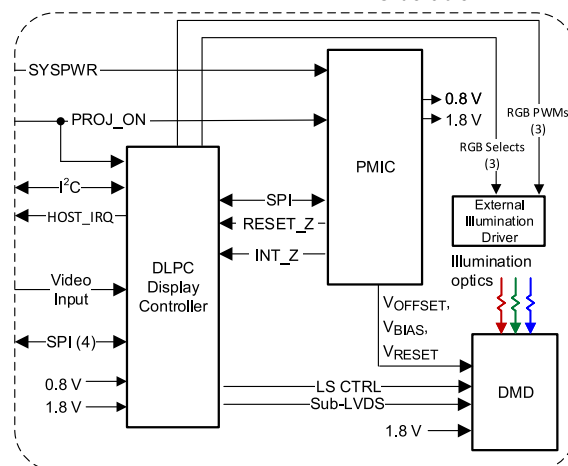 SYSPWR
PROJ_ON
I²C
HOST_IRQ
Video
Input
SPI (4)
0.8 V
1.8 V
DLPC
Display
Controller
SPI
RESET_Z
INT_Z
PMIC
0.8 V
1.8 V
RGB PWMs
(3)
RGB Selects
(3)
External
Illumination
Driver
Illumination
optics
VOFFSET,
VBIAS,
VRESET
LS CTRL
Sub-LVDS
1.8 V
DMD